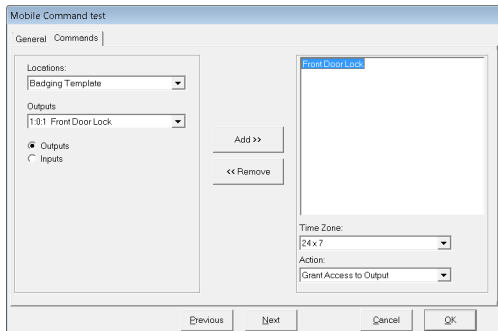 Mobile Command test
General Commands
Locations:
Badging Template
Outputs
1:0:1 Front Door Lock
Outputs
Inputs
Add >>
<< Remove
Front Door Lock
Time Zone:
24 x 7
Action:
Grant Access to Output
Previous Next Cancel OK